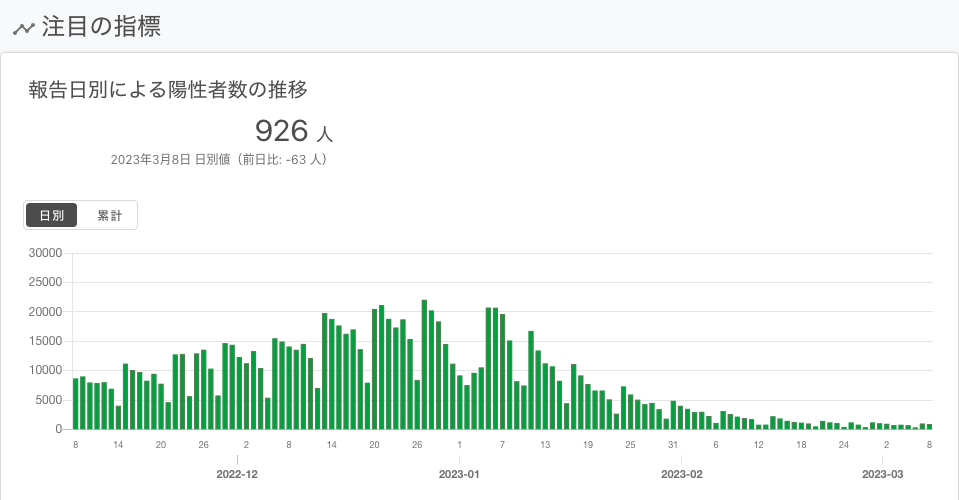 注目の指標
報告日別による陽性者数の推移
926 人
2023年3月8日 日別値（前日比: -63 人）
日別 累計
30000
25000
20000
15000
10000
5000
0
8 14 20 26 2 8 14 20 26 1 7 13 19 25 31 6 12 18 24 2 8
2022-12 2023-01 2023-02 2023-03